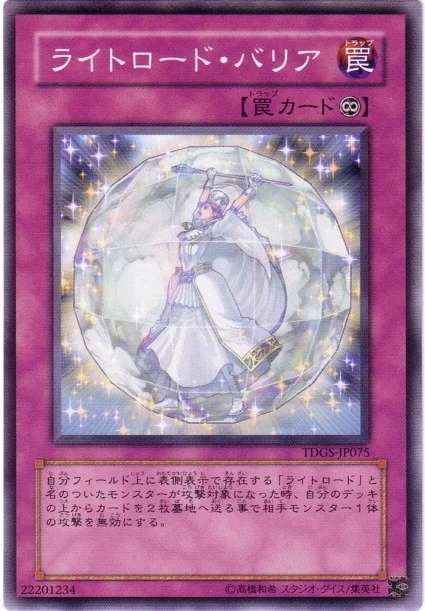 ライトロード・バリア
トラップ
罠
トラップ
【罠カード∞】
TDGS-JP075
自分フィールド上に表側表示で存在する「ライトロード」と
名のついたモンスターが攻撃対象になった時、自分のデッキ
の上からカードを2枚墓地へ送る事で相手モンスター1体
の攻撃を無効にする。
22201234
©高橋和希 スタジオ・ダイス/集英社